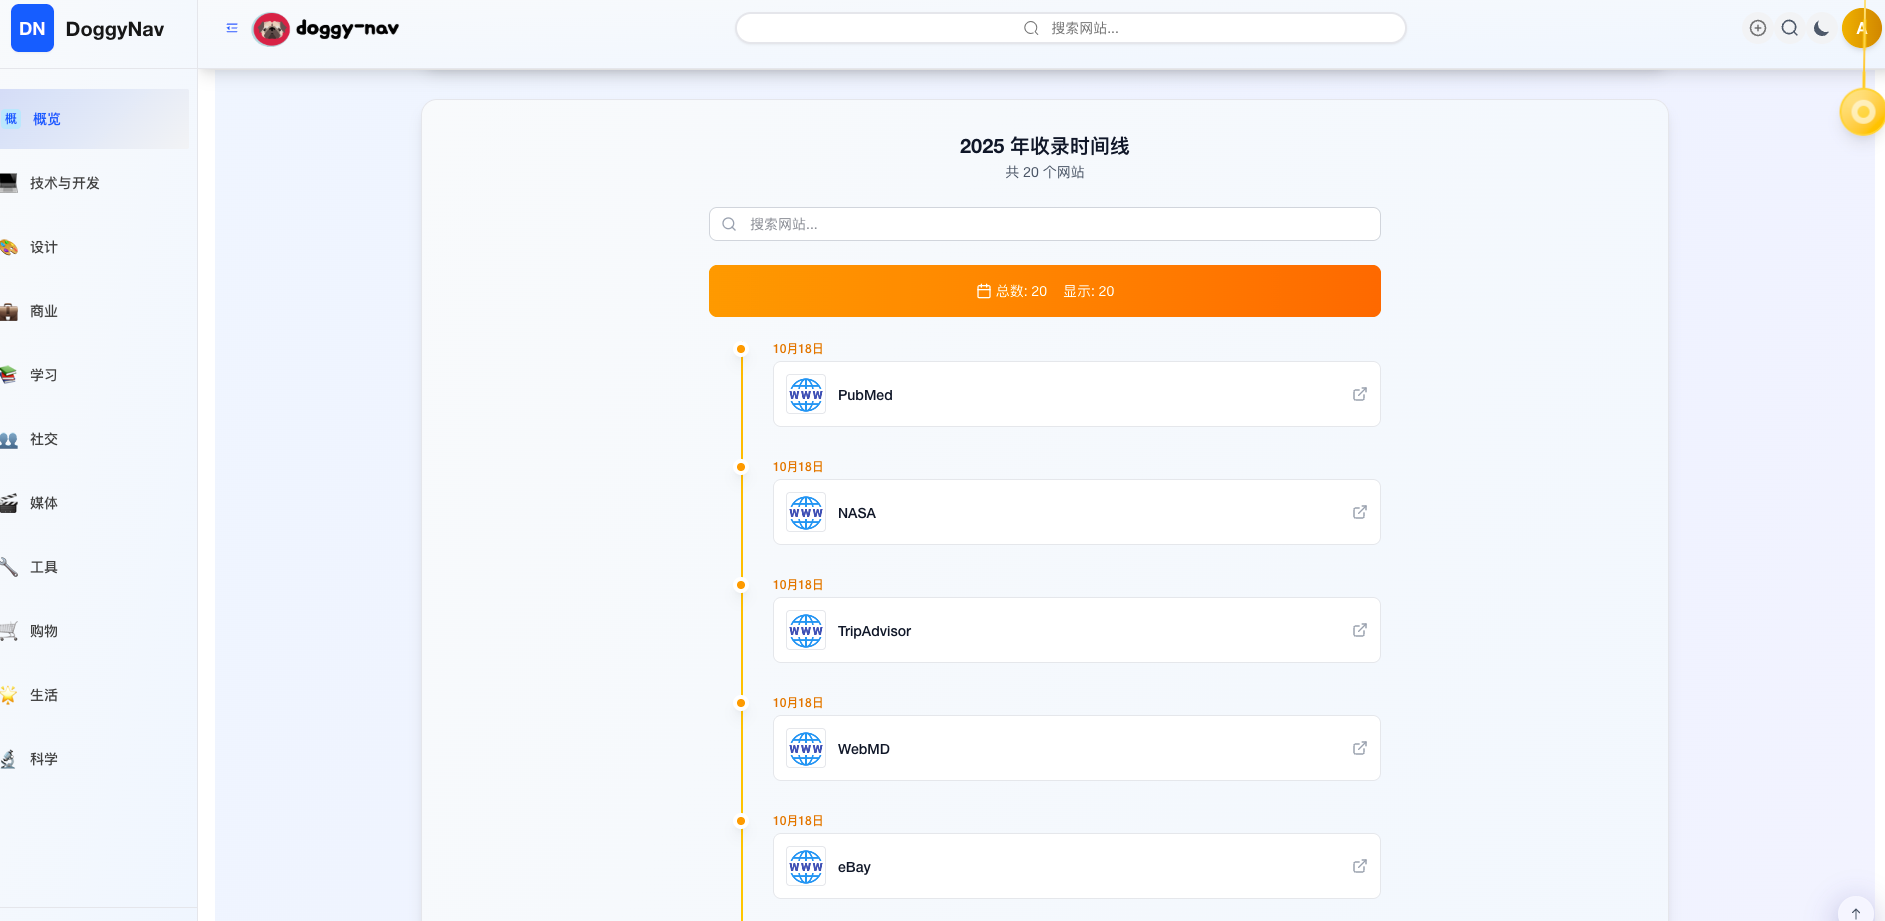 DN DoggyNav
doggy-nav
搜索网站...
A
概 概览
技术与开发
设计
商业
学习
社交
媒体
工具
购物
生活
科学
2025 年收录时间线
共 20 个网站
搜索网站...
总数: 20 显示: 20
10月18日
WWW PubMed
10月18日
WWW NASA
10月18日
WWW TripAdvisor
10月18日
WWW WebMD
10月18日
WWW eBay